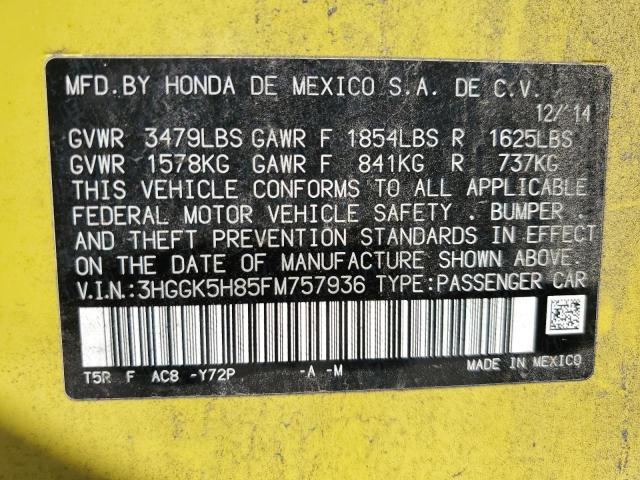 MFD.BY HONDA DE MEXICO S.A. DE C.V.
12/'14
GVWR 3479LBS GAWR F 1854LBS R 1625LBS
GVWR 1578KG GAWR F 841KG R 737KG
THIS VEHICLE CONFORMS TO ALL APPLICABLE
FEDERAL MOTOR VEHICLE SAFETY . BUMPER .
AND THEFT PREVENTION STANDARDS IN EFFECT
ON THE DATE OF MANUFACTURE SHOWN ABOVE.
V.I.N.:3HGGK5H85FM757936 TYPE:PASSENGER CAR
T5R F AC8 -Y72P -A -M
MADE IN MEXICO